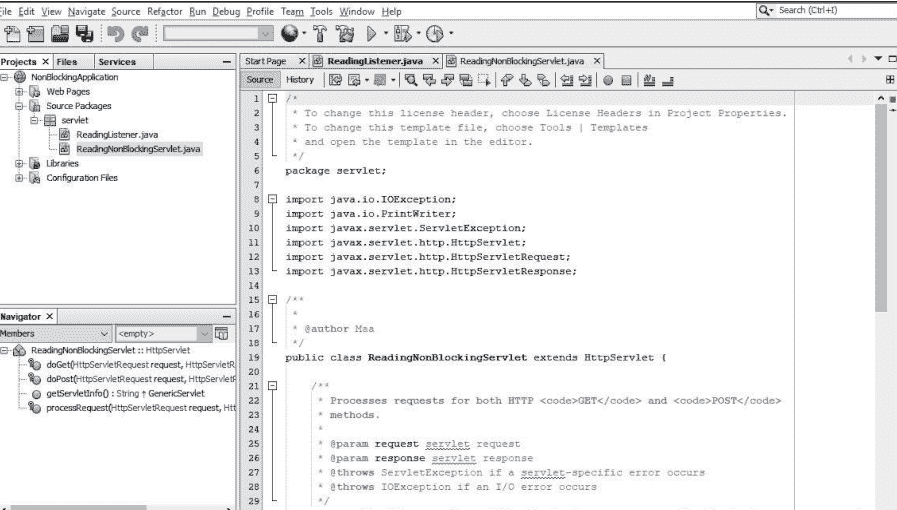 File Edit View Navigate Source Refactor Run Debug Profile Team Tools Window Help
Search (Ctrl+I)
Projects X Files Services
NonBlockingApplication
Web Pages
Source Packages
servlet
ReadingListener.java
ReadingNonBlockingServlet.java
Libraries
Configuration Files
Navigator X
Members <empty>
ReadingNonBlockingServlet :: HttpServlet
doGet(HttpServletRequest request, HttpServletR
doPost(HttpServletRequest request, HttpServletR
getServletInfo() : String ↑ GenericServlet
processRequest(HttpServletRequest request, Htt
Start Page X ReadingListener.java X ReadingNonBlockingServlet.java X
Source History
1 /*
2 * To change this license header, choose License Headers in Project Properties.
3 * To change this template file, choose Tools | Templates
4 * and open the template in the editor.
5 */
6 package servlet;
7
8 import java.io.IOException;
9 import java.io.PrintWriter;
10 import javax.servlet.ServletException;
11 import javax.servlet.http.HttpServlet;
12 import javax.servlet.http.HttpServletRequest;
13 import javax.servlet.http.HttpServletResponse;
14
15 /**
16 *
17 * @author Maa
18 */
19 public class ReadingNonBlockingServlet extends HttpServlet {
20
21 /**
22 * Processes requests for both HTTP <code>GET</code> and <code>POST</code>
23 * methods.
24 *
25 * @param request servlet request
26 * @param response servlet response
27 * @throws ServletException if a servlet-specific error occurs
28 * @throws IOException if an I/O error occurs
29 */